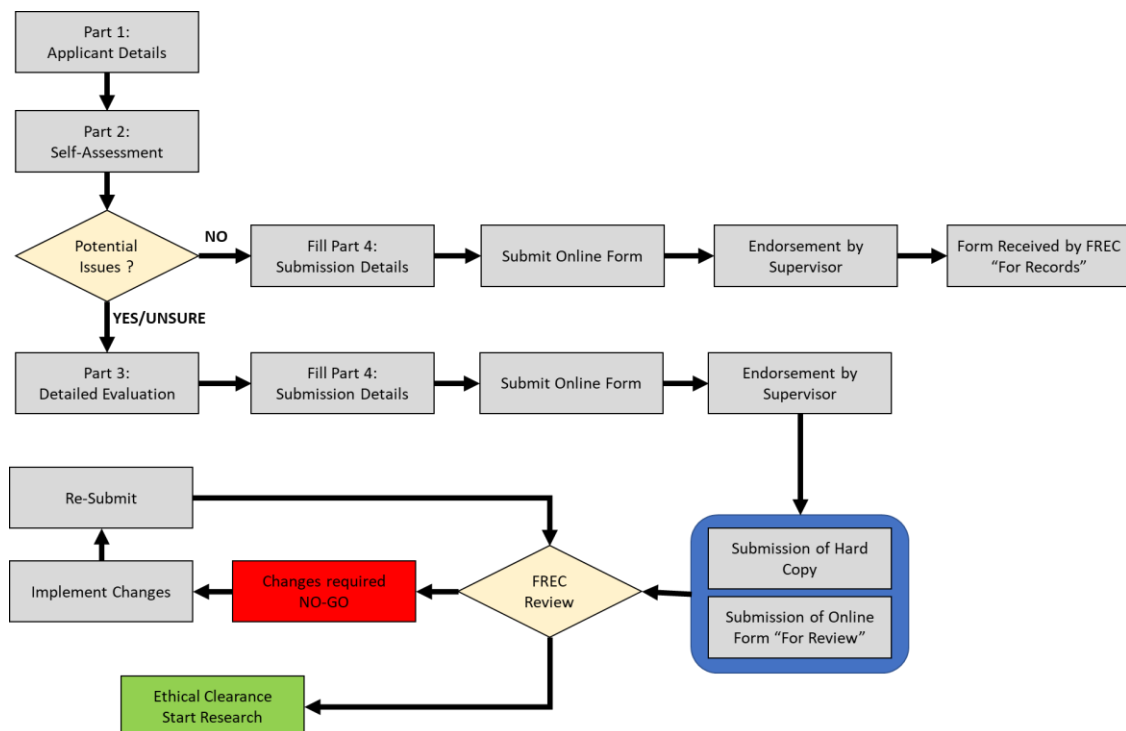 Part 1:
Applicant Details
Part 2:
Self-Assessment
Potential
Issues ?
NO
Fill Part 4:
Submission Details
Submit Online Form
Endorsement by
Supervisor
Form Received by FREC
“For Records”
YES/UNSURE
Part 3:
Detailed Evaluation
Fill Part 4:
Submission Details
Submit Online Form
Endorsement by
Supervisor
Submission of Hard
Copy
Submission of Online
Form “For Review”
FREC
Review
Changes required
NO-GO
Implement Changes
Re-Submit
Ethical Clearance
Start Research